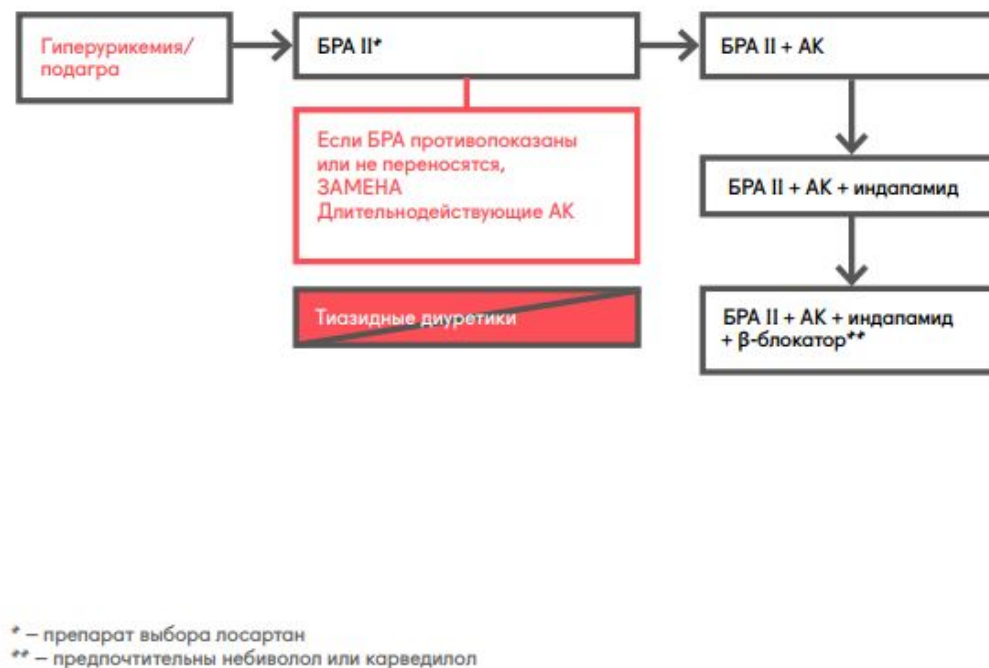 Гиперурикемия/
подагра
БРА II*
Если БРА противопоказаны
или не переносятся,
ЗАМЕНА
Длительнодействующие АК
Тиазидные диуретики
БРА II + АК
БРА II + АК + индапамид
БРА II + АК + индапамид
+ β-блокатор**
* – препарат выбора лосартан
** – предпочтительны небиволол или карведилол